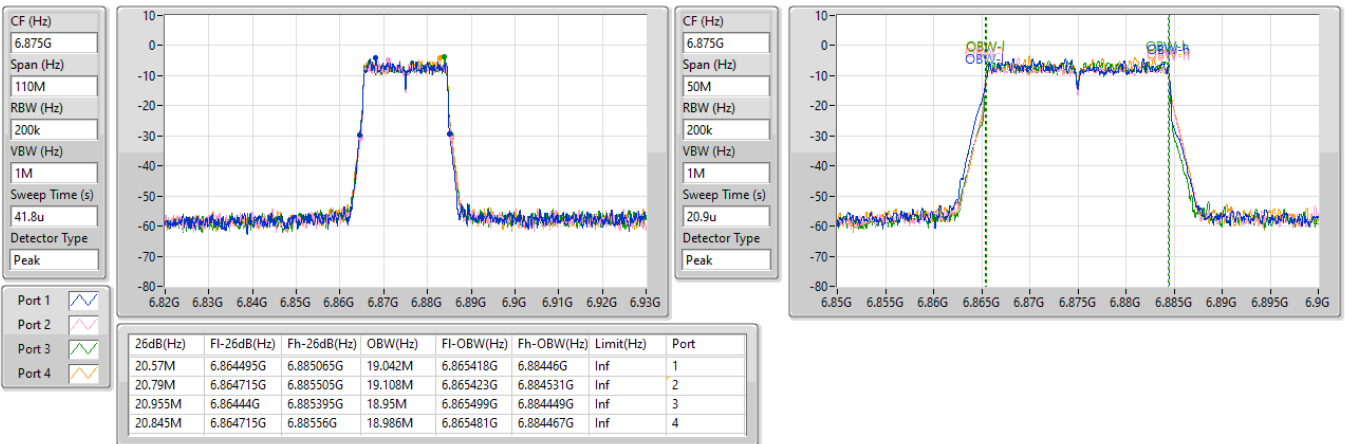 CF (Hz)
6.875G
Span (Hz)
110M
RBW (Hz)
200k
VBW (Hz)
1M
Sweep Time (s)
41.8u
Detector Type
Peak
10
0
-10
-20
-30
-40
-50
-60
-70
-80
6.82G 6.83G 6.84G 6.85G 6.86G 6.87G 6.88G 6.89G 6.9G 6.91G 6.92G 6.93G
CF (Hz)
6.875G
Span (Hz)
50M
RBW (Hz)
200k
VBW (Hz)
1M
Sweep Time (s)
20.9u
Detector Type
Peak
10
0
-10
-20
-30
-40
-50
-60
-70
-80
OBW-l
OBW-h
OBW-l
OBW-h
6.85G 6.855G 6.86G 6.865G 6.87G 6.875G 6.88G 6.885G 6.89G 6.895G 6.9G
Port 1
Port 2
Port 3
Port 4
26dB(Hz) Fl-26dB(Hz) Fh-26dB(Hz) OBW(Hz) Fl-OBW(Hz) Fh-OBW(Hz) Limit(Hz) Port
20.57M 6.864495G 6.885065G 19.042M 6.865418G 6.88446G Inf 1
20.79M 6.864715G 6.885505G 19.108M 6.865423G 6.884531G Inf 2
20.955M 6.86444G 6.885395G 18.95M 6.865499G 6.884449G Inf 3
20.845M 6.864715G 6.88556G 18.986M 6.865481G 6.884467G Inf 4